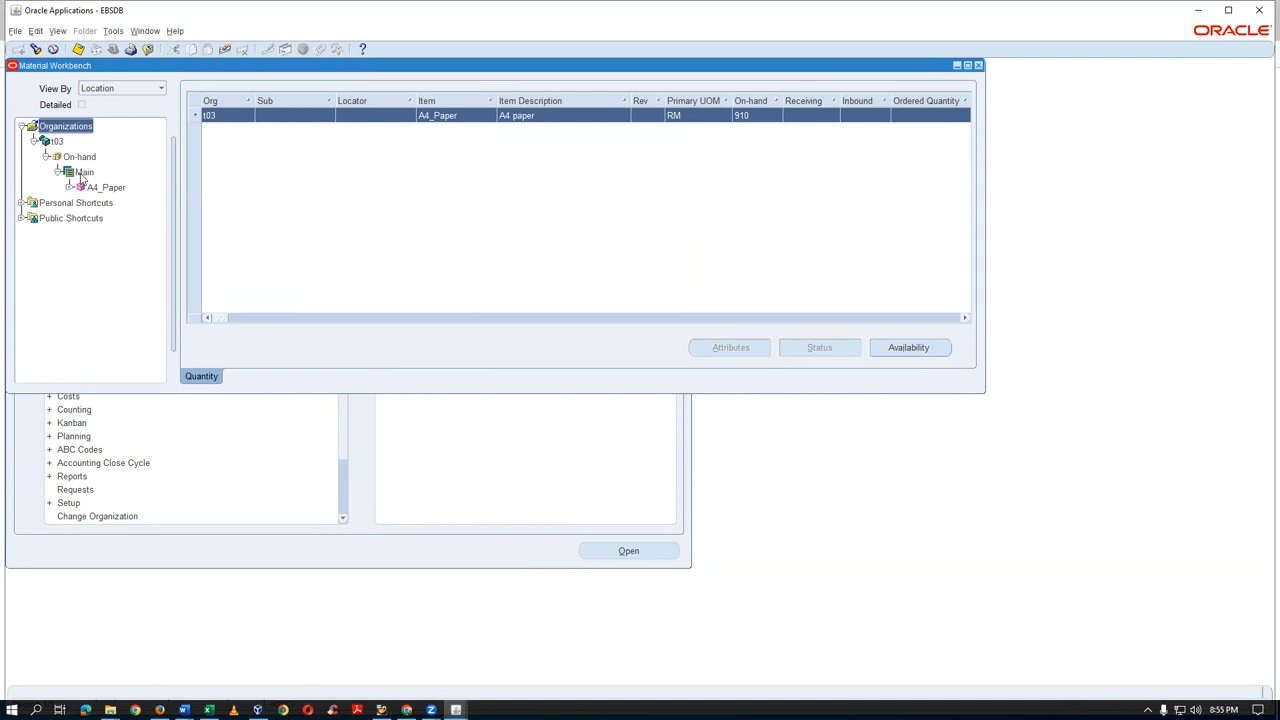 Oracle Applications - EBSDB
File Edit View Folder Tools Window Help
ORACLE
Material Workbench
View By Location
Detailed
Organizations
t03
On-hand
Main
A4_Paper
Personal Shortcuts
Public Shortcuts
Org Sub Locator Item Item Description Rev Primary UOM On-hand Receiving Inbound Ordered Quantity
t03 A4_Paper A4 paper RM 910
Attributes Status Availability
Quantity
+ Costs
+ Counting
+ Kanban
+ Planning
+ ABC Codes
+ Accounting Close Cycle
+ Reports
Requests
+ Setup
Change Organization
Open
8:55 PM